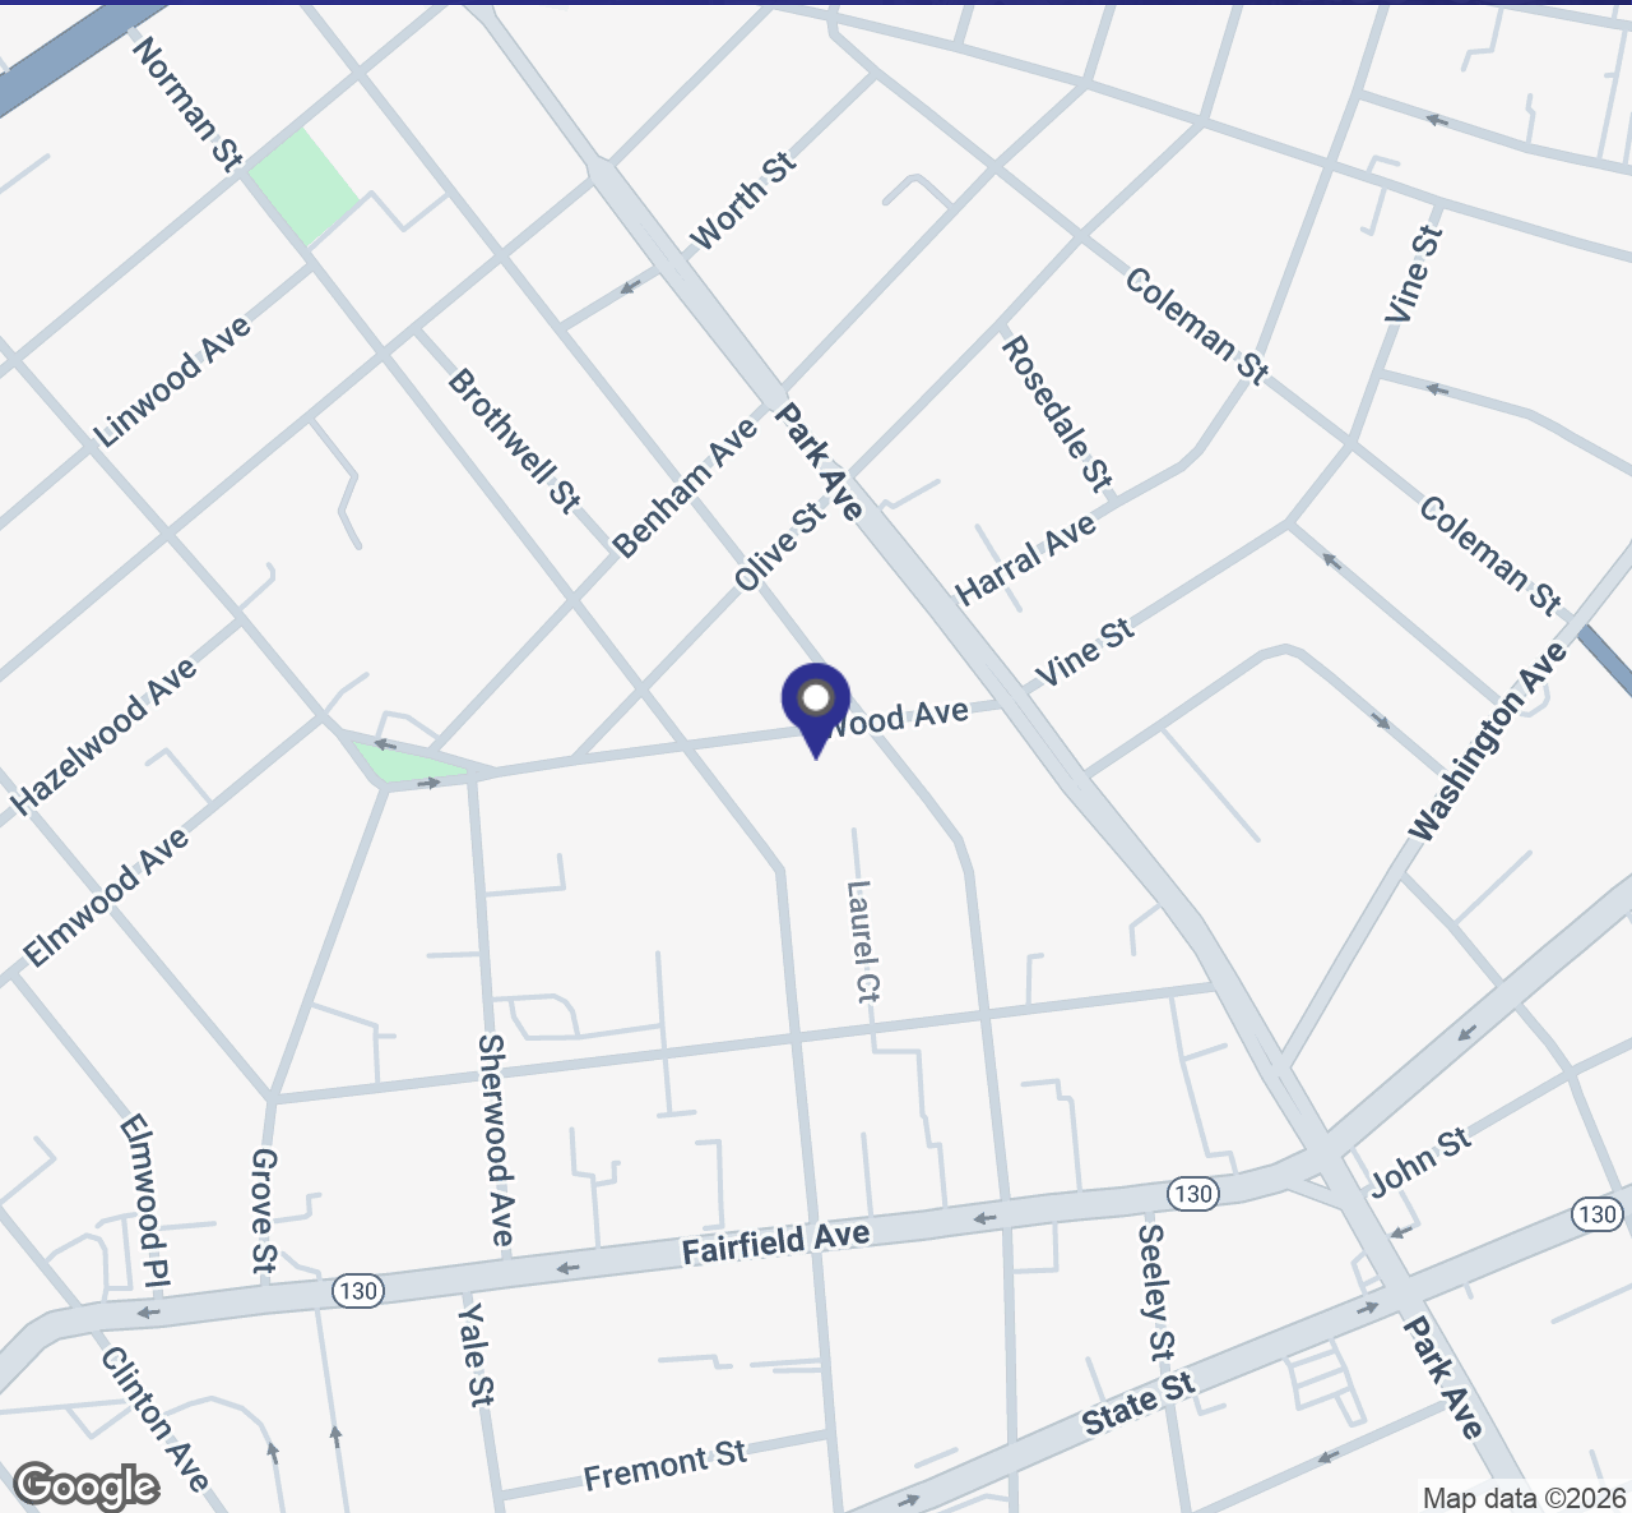 Norman St
Worth St
Vine St
Coleman St
Linwood Ave
Rosedale St
Brothwell St
Park Ave
Benham Ave
Olive St
Coleman St
Harral Ave
Vine St
Washington Ave
Hazelwood Ave
Wood Ave
Elmwood Ave
Laurel Ct
Sherwood Ave
Elmwood Pl
Grove St
John St
130
130
Fairfield Ave
Seeley St
130
Yale St
Park Ave
Clinton Ave
State St
Fremont St
Google
Map data ©2026